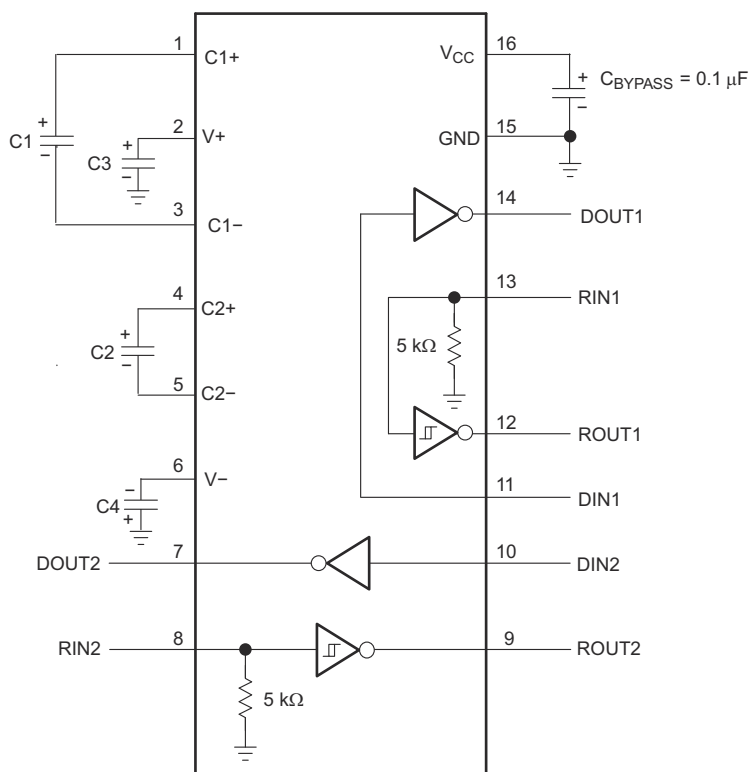 1
C1+
VCC
16
+
CBYPASS = 0.1 μF
−
+
C1
−
2
V+
+
C3
−
GND
15
3
C1−
14
DOUT1
4
C2+
13
RIN1
+
C2
−
5 kΩ
5
C2−
12
ROUT1
6
V−
−
C4
+
11
DIN1
DOUT2
7
10
DIN2
RIN2
8
9
ROUT2
5 kΩ